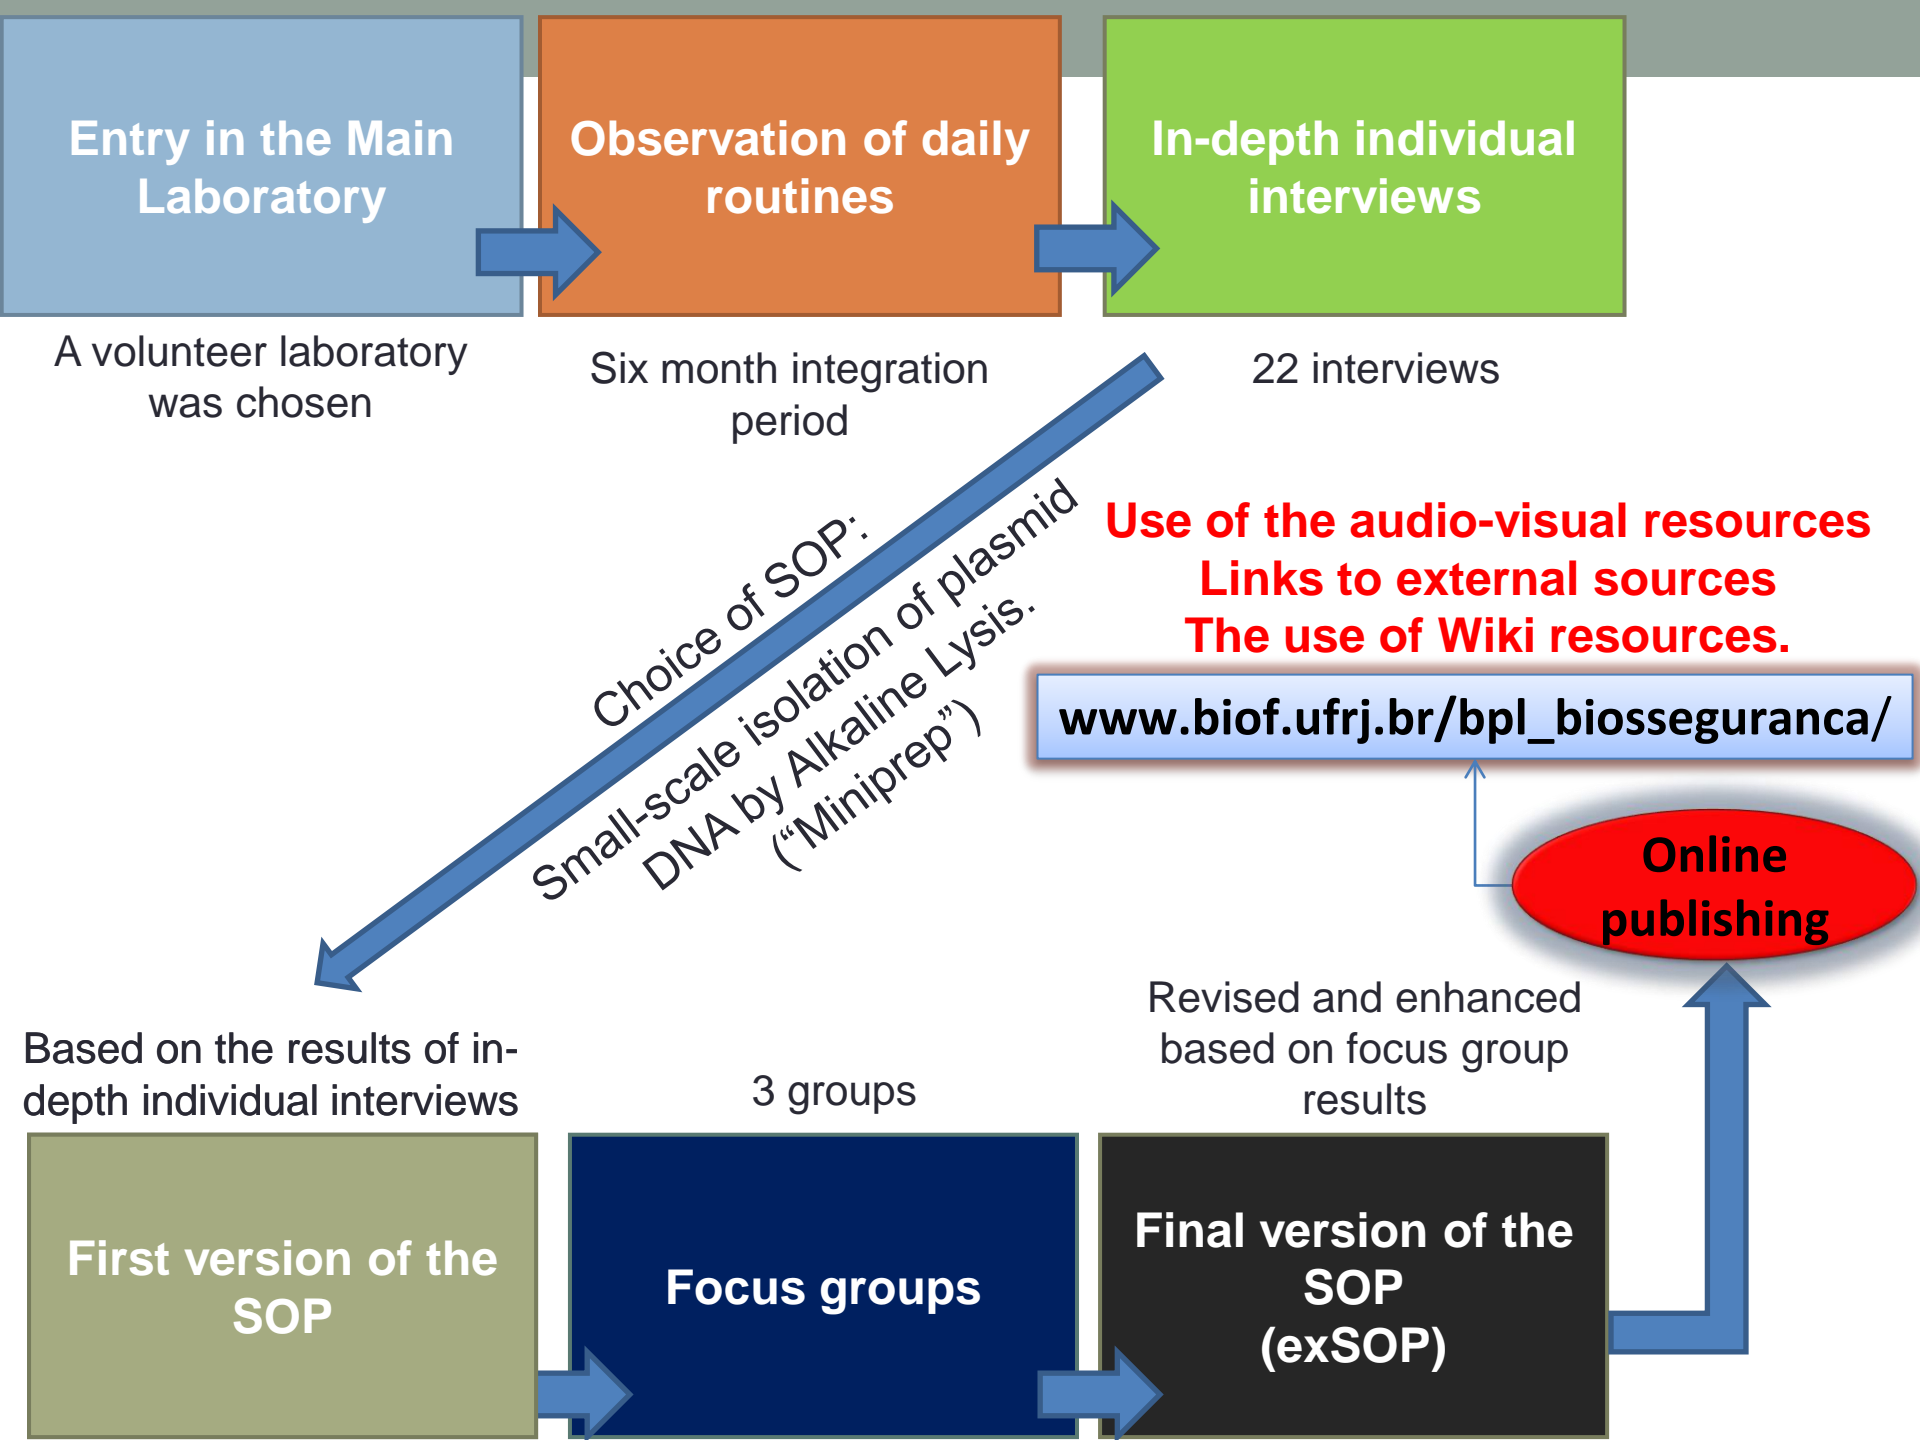 Entry in the Main
Laboratory
Observation of daily
routines
In-depth individual
interviews
A volunteer laboratory
was chosen
Six month integration
period
22 interviews
Choice of SOP:
Small-scale isolation of plasmid
DNA by Alkaline Lysis.
(“Miniprep”)
Use of the audio-visual resources
Links to external sources
The use of Wiki resources.
www.biof.ufrj.br/bpl_biosseguranca/
Online
publishing
Based on the results of in-
depth individual interviews
3 groups
Revised and enhanced
based on focus group
results
First version of the
SOP
Focus groups
Final version of the
SOP
(exSOP)